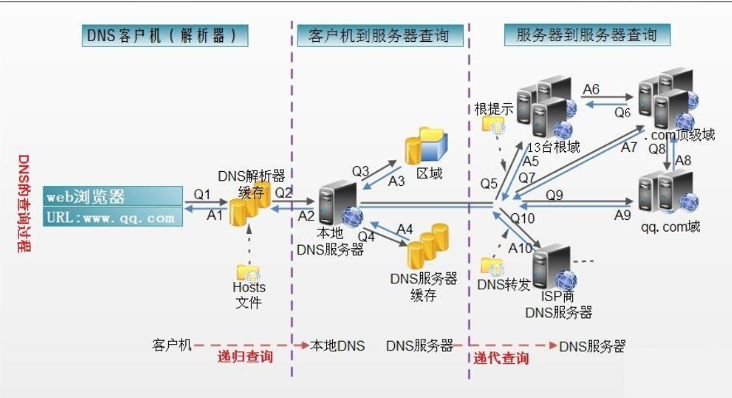 DNS客户机（解析器）
客户机到服务器查询
服务器到服务器查询
DNS的查询过程
web浏览器
URL:www.qq.com
Q1
A1
DNS解析器
缓存
Hosts
文件
Q2
A2
本地
DNS服务器
Q3
A3
区域
Q4
A4
DNS服务器
缓存
根提示
13台根域
Q5
A5
A6
Q6
.com顶级域
Q7
A7
Q8
A8
Q9
A9
qq.com域
Q10
A10
DNS转发
ISP商
DNS服务器
客户机
递归查询
本地DNS
DNS服务器
递代查询
DNS服务器